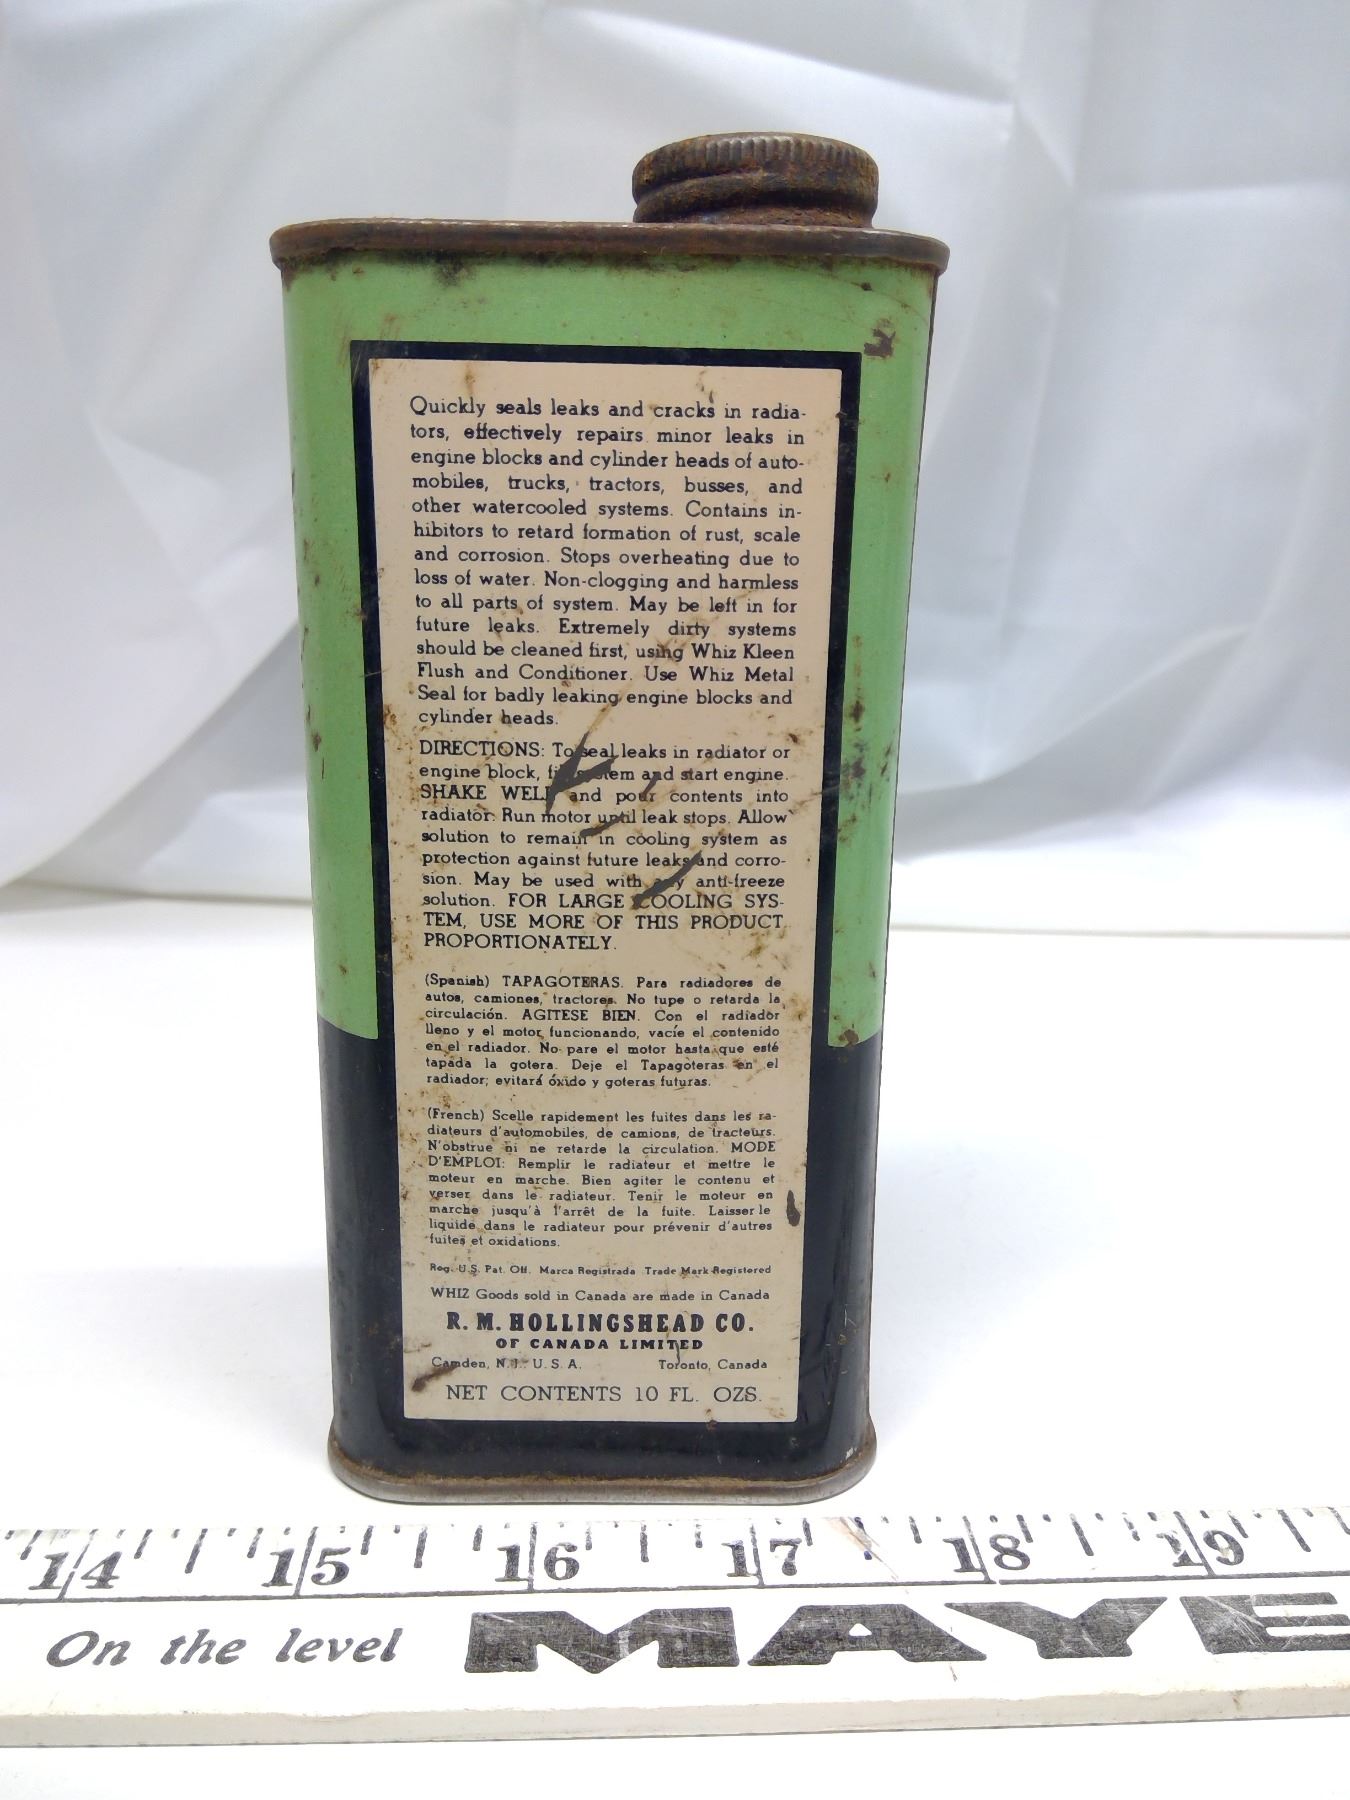 Quickly seals leaks and cracks in radia-
tors, effectively repairs minor leaks in
engine blocks and cylinder heads of auto-
mobiles, trucks, tractors, busses, and
other watercooled systems. Contains in-
hibitors to retard formation of rust, scale
and corrosion. Stops overheating due to
loss of water. Non-clogging and harmless
to all parts of system. May be left in for
future leaks. Extremely dirty systems
should be cleaned first, using Whiz Kleen
Flush and Conditioner. Use Whiz Metal
Seal for badly leaking engine blocks and
cylinder heads.
DIRECTIONS: To seal leaks in radiator or
engine block, fill system and start engine.
SHAKE WELL and pour contents into
radiator. Run motor until leak stops. Allow
solution to remain in cooling system as
protection against future leaks and corro-
sion. May be used with any anti-freeze
solution. FOR LARGE COOLING SYS-
TEM, USE MORE OF THIS PRODUCT
PROPORTIONATELY.
(Spanish) TAPAGOTERAS. Para radiadores de
autos, camiones, tractores. No tupe o retarda la
circulación. AGITESE BIEN. Con el radiador
lleno y el motor funcionando, vacíe el contenido
en el radiador. No pare el motor hasta que esté
tapada la gotera. Deje el Tapagoteras en el
radiador; evitará óxido y goteras futuras.
(French) Scelle rapidement les fuites dans les ra-
diateurs d'automobiles, de camions, de tracteurs.
N'obstrue ni ne retarde la circulation. MODE
D'EMPLOI: Remplir le radiateur et mettre le
moteur en marche. Bien agiter le contenu et
verser dans le radiateur. Tenir le moteur en
marche jusqu'à l'arrêt de la fuite. Laisser le
liquide dans le radiateur pour prévenir d'autres
fuites et oxidations.
Reg. U.S. Pat. Off. Marca Registrada Trade Mark Registered
WHIZ Goods sold in Canada are made in Canada
R. M. HOLLINGSHEAD CO.
OF CANADA LIMITED
Camden, N.J. U.S.A. Toronto, Canada
NET CONTENTS 10 FL. OZS.
14 15 16 17 18 19
On the level MAYE